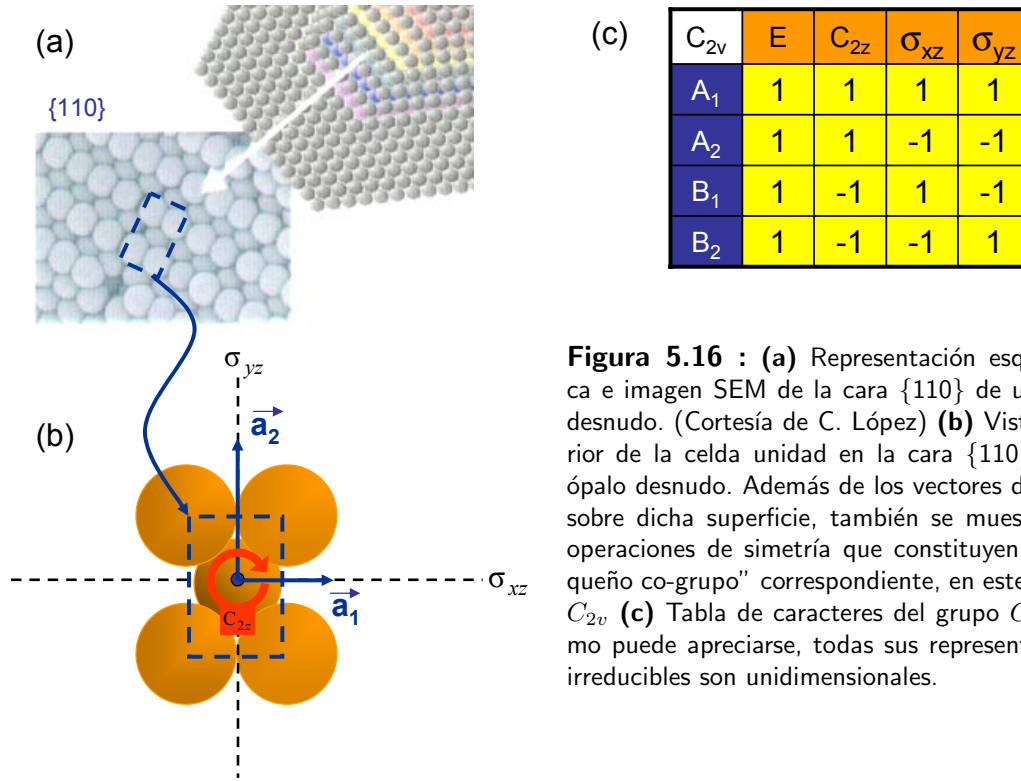 (a)
{110}
(b)
σyz
a2
σxz
a1
C2z
(c)
C2v E C2z σxz σyz
A1 1 1 1 1
A2 1 1 -1 -1
B1 1 -1 1 -1
B2 1 -1 -1 1
Figura 5.16 : (a) Representación esqu
ca e imagen SEM de la cara {110} de u
desnudo. (Cortesía de C. López) (b) Vist
rior de la celda unidad en la cara {110}
ópalo desnudo. Además de los vectores d
sobre dicha superficie, también se mues
operaciones de simetría que constituyen
queño co-grupo" correspondiente, en este
C2v (c) Tabla de caracteres del grupo C
mo puede apreciarse, todas sus represent
irreducibles son unidimensionales.